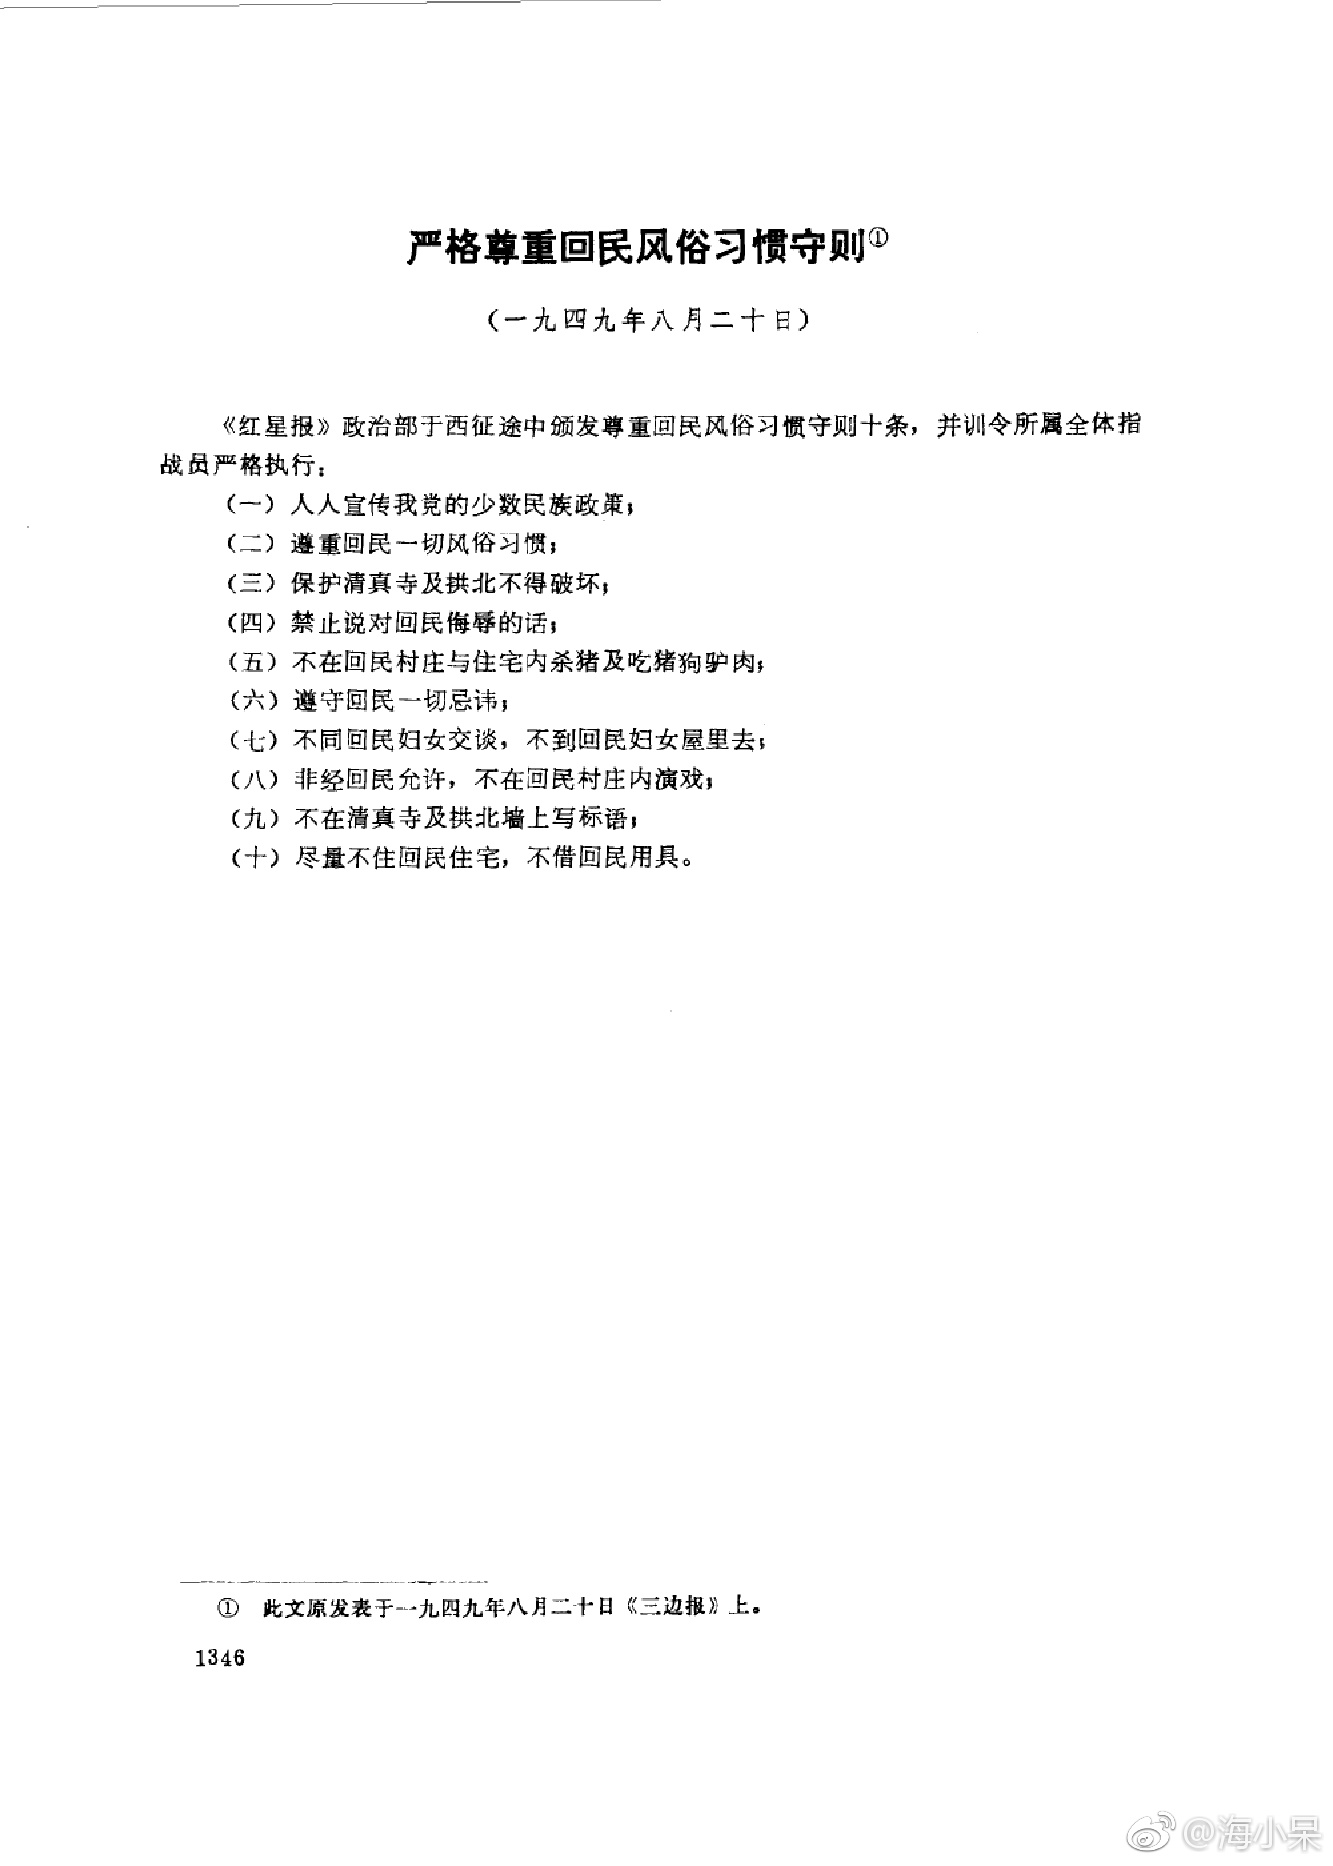 严格尊重回民风俗习惯守则①
(一九四九年八月二十日)
《红星报》政治部于西征途中颁发尊重回民风俗习惯守则十条，并训令所属全体指
战员严格执行：
(一) 人人宣传我党的少数民族政策；
(二) 遵重回民一切风俗习惯；
(三) 保护清真寺及拱北不得破坏；
(四) 禁止说对回民侮辱的话；
(五) 不在回民村庄与住宅内杀猪及吃猪狗驴肉；
(六) 遵守回民一切忌讳；
(七) 不同回民妇女交谈，不到回民妇女屋里去；
(八) 非经回民允许，不在回民村庄内演戏；
(九) 不在清真寺及拱北墙上写标语；
(十) 尽量不住回民住宅，不借回民用具。
① 此文原发表于一九四九年八月二十日《三边报》上。
1346
@海小呆